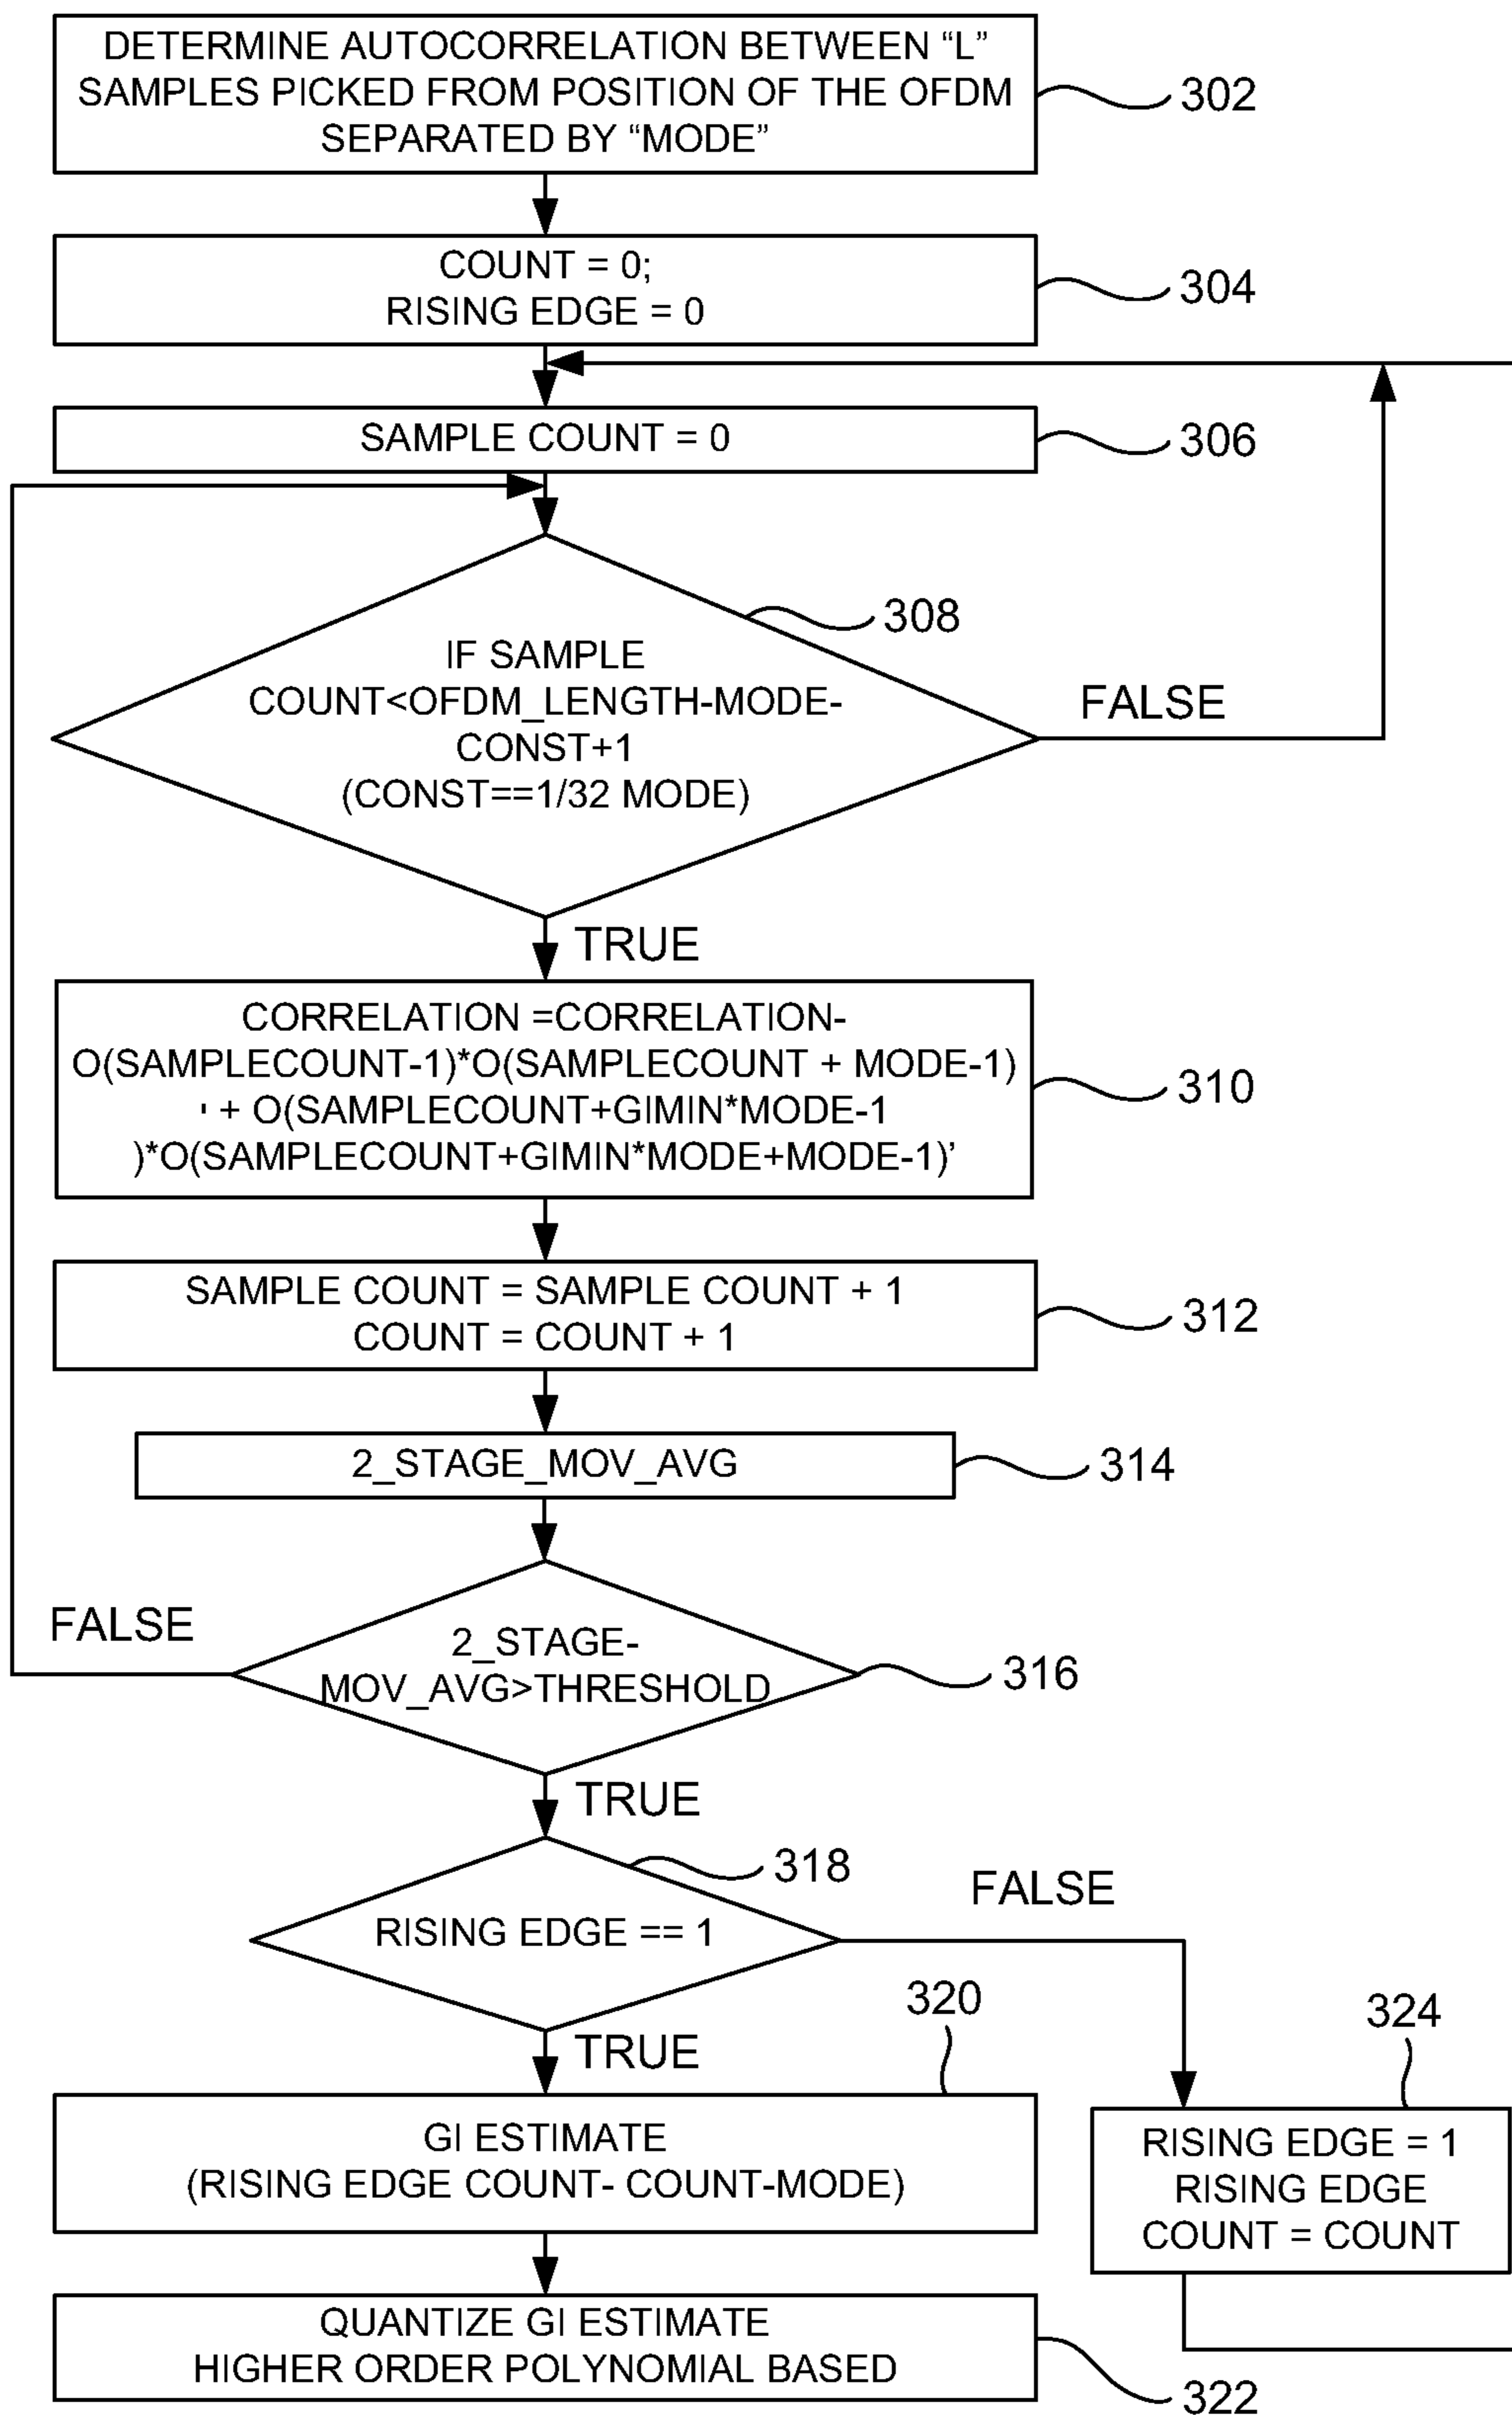 DETERMINE AUTOCORRELATION BETWEEN “L”
SAMPLES PICKED FROM POSITION OF THE OFDM
SEPARATED BY “MODE”
302
COUNT = 0;
RISING EDGE = 0
304
SAMPLE COUNT = 0
306
308
IF SAMPLE
COUNT<OFDM_LENGTH-MODE-
CONST+1
(CONST==1/32 MODE)
FALSE
TRUE
CORRELATION =CORRELATION-
O(SAMPLECOUNT-1)*O(SAMPLECOUNT + MODE-1)
' + O(SAMPLECOUNT+GIMIN*MODE-1
)*O(SAMPLECOUNT+GIMIN*MODE+MODE-1)’
310
SAMPLE COUNT = SAMPLE COUNT + 1
COUNT = COUNT + 1
312
2_STAGE_MOV_AVG
314
FALSE
2_STAGE-
MOV_AVG>THRESHOLD
316
TRUE
318
RISING EDGE == 1
FALSE
TRUE
320
GI ESTIMATE
(RISING EDGE COUNT- COUNT-MODE)
324
RISING EDGE = 1
RISING EDGE
COUNT = COUNT
QUANTIZE GI ESTIMATE
HIGHER ORDER POLYNOMIAL BASED
322